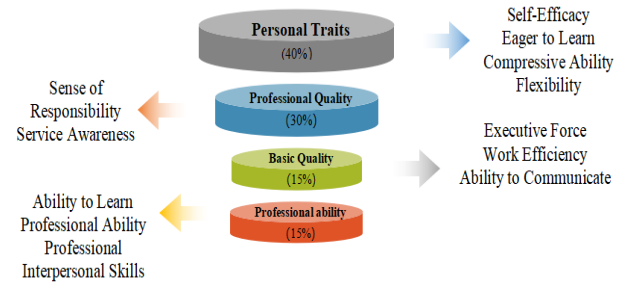 Personal Traits
(40%)
Self-Efficacy
Eager to Learn
Compressive Ability
Flexibility
Professional Quality
(30%)
Sense of
Responsibility
Service Awareness
Basic Quality
(15%)
Executive Force
Work Efficiency
Ability to Communicate
Professional ability
(15%)
Ability to Learn
Professional Ability
Professional
Interpersonal Skills